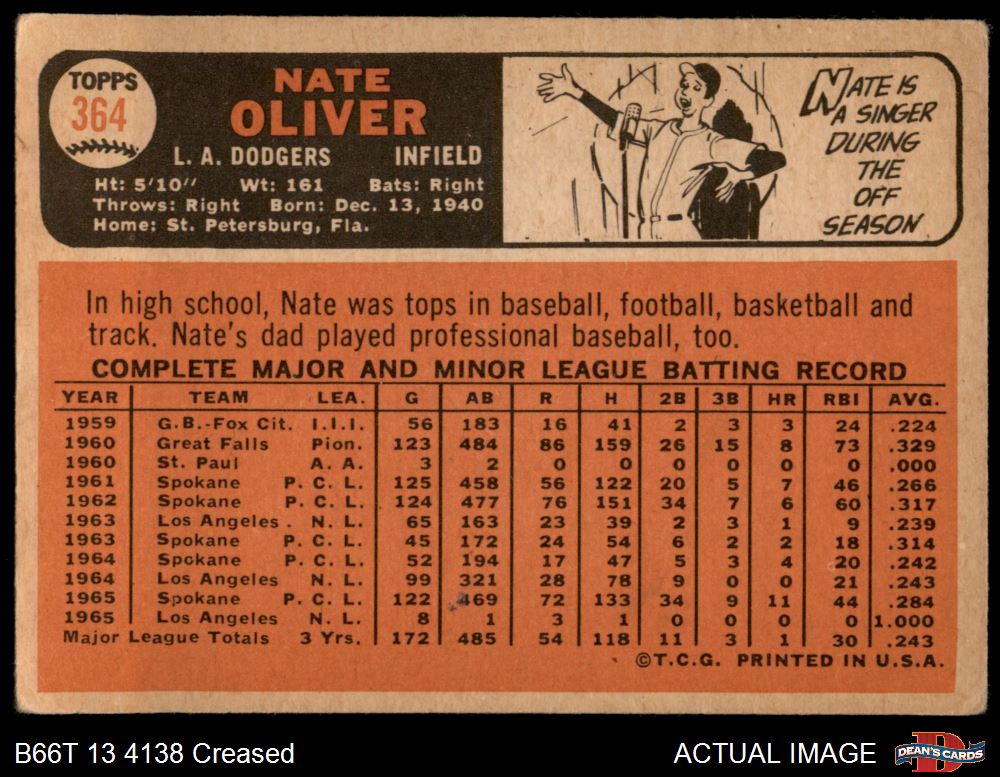 TOPPS
364
NATE
OLIVER
L. A. DODGERS INFIELD
Ht: 5'10" Wt: 161 Bats: Right
Throws: Right Born: Dec. 13, 1940
Home: St. Petersburg, Fla.
NATE IS
A SINGER
DURING
THE
OFF
SEASON
In high school, Nate was tops in baseball, football, basketball and
track. Nate's dad played professional baseball, too.
COMPLETE MAJOR AND MINOR LEAGUE BATTING RECORD
YEAR TEAM LEA. G AB R H 2B 3B HR RBI AVG.
1959 G.B.-Fox Cit. I.I.I. 56 183 16 41 2 3 3 24 .224
1960 Great Falls Pion. 123 484 86 159 26 15 8 73 .329
1960 St. Paul A. A. 3 2 0 0 0 0 0 0 .000
1961 Spokane P. C. L. 125 458 56 122 20 5 7 46 .266
1962 Spokane P. C. L. 124 477 76 151 34 7 6 60 .317
1963 Los Angeles . N. L. 65 163 23 39 2 3 1 9 .239
1963 Spokane P. C. L. 45 172 24 54 6 2 2 18 .314
1964 Spokane P. C. L. 52 194 17 47 5 3 4 20 .242
1964 Los Angeles N. L. 99 321 28 78 9 0 0 21 .243
1965 Spokane P. C. L. 122 469 72 133 34 9 11 44 .284
1965 Los Angeles N. L. 8 1 3 1 0 0 0 0 1.000
Major League Totals 3 Yrs. 172 485 54 118 11 3 1 30 .243
©T.C.G. PRINTED IN U.S.A.
B66T 13 4138 Creased
ACTUAL IMAGE
DEAN'S CARDS